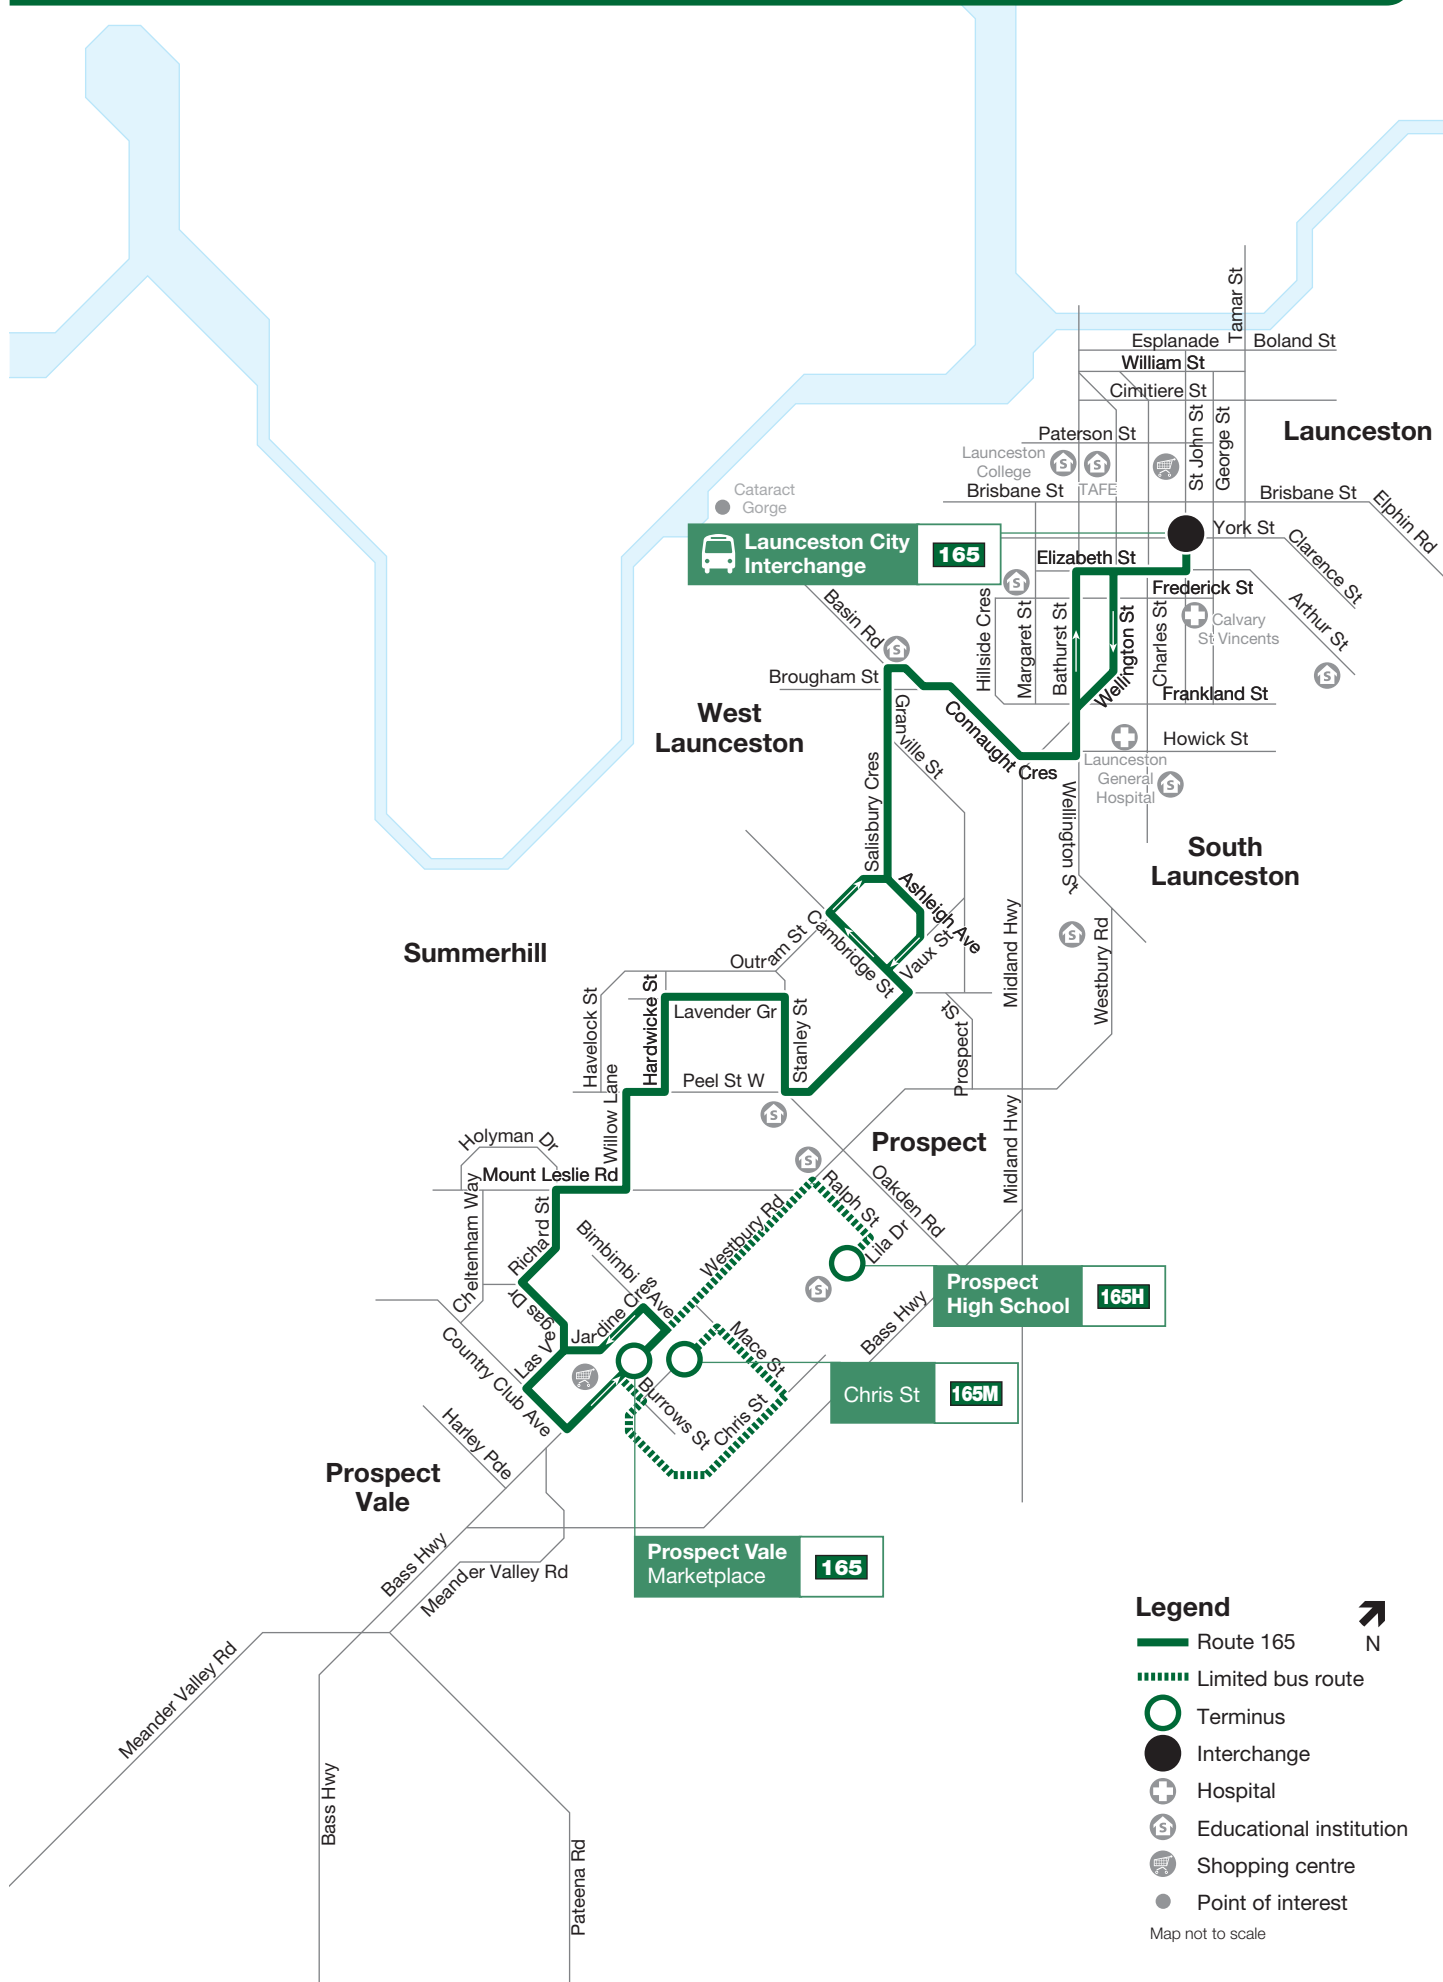 Tamar St
Esplanade
Boland St
William St
Cimitiere St
St John St
George St
Launceston
Paterson St
Launceston
College
TAFE
Brisbane St
Brisbane St
Elphin Rd
Cataract
Gorge
York St
Clarence St
Launceston City
Interchange
165
Elizabeth St
Frederick St
Arthur St
Basin Rd
Hillside Cres
Margaret St
Bathurst St
Wellington St
Charles St
Calvary
St Vincents
Brougham St
Frankland St
West
Launceston
Granville St
Connaught Cres
Howick St
Launceston
General
Hospital
Salisbury Cres
Wellington St
South
Launceston
Ashleigh Ave
Cambridge St
Vaux St
Midland Hwy
Westbury Rd
Summerhill
Outram St
Havelock St
Hardwicke St
Lavender Gr
Stanley St
Prospect St
Peel St W
Willow Lane
Midland Hwy
Prospect
Holyman Dr
Mount Leslie Rd
Cheltenham Way
Richard St
Bimbimbi Ave
Westbury Rd
Ralph St
Oakden Rd
Lila Dr
Prospect
High School
165H
Las Vegas Dr
Jardine Cres
Country Club Ave
Mace St
Bass Hwy
Chris St
165M
Burrows St
Chris St
Harley Pde
Prospect
Vale
Bass Hwy
Meander Valley Rd
Prospect Vale
Marketplace
165
Meander Valley Rd
Bass Hwy
Pateena Rd
Legend
N
Route 165
Limited bus route
Terminus
Interchange
Hospital
Educational institution
Shopping centre
Point of interest
Map not to scale